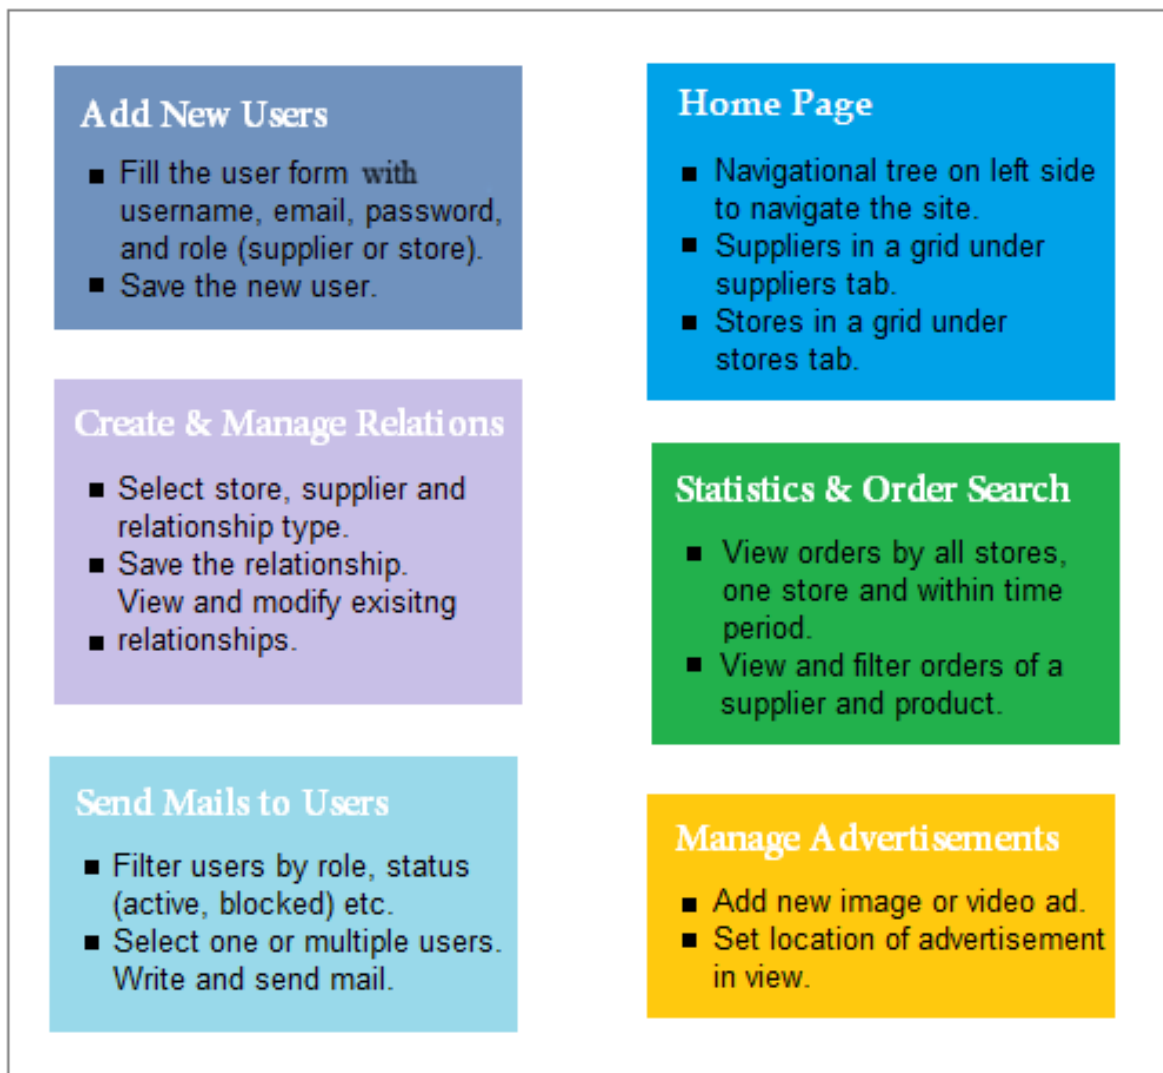 Add New Users
▪ Fill the user form with
username, email, password,
and role (supplier or store).
▪ Save the new user.
Create & Manage Relations
▪ Select store, supplier and
relationship type.
▪ Save the relationship.
View and modify exisitng
▪ relationships.
Send Mails to Users
▪ Filter users by role, status
(active, blocked) etc.
▪ Select one or multiple users.
Write and send mail.
Home Page
▪ Navigational tree on left side
to navigate the site.
▪ Suppliers in a grid under
suppliers tab.
▪ Stores in a grid under
stores tab.
Statistics & Order Search
▪ View orders by all stores,
one store and within time
period.
▪ View and filter orders of a
supplier and product.
Manage Advertisements
▪ Add new image or video ad.
▪ Set location of advertisement
in view.